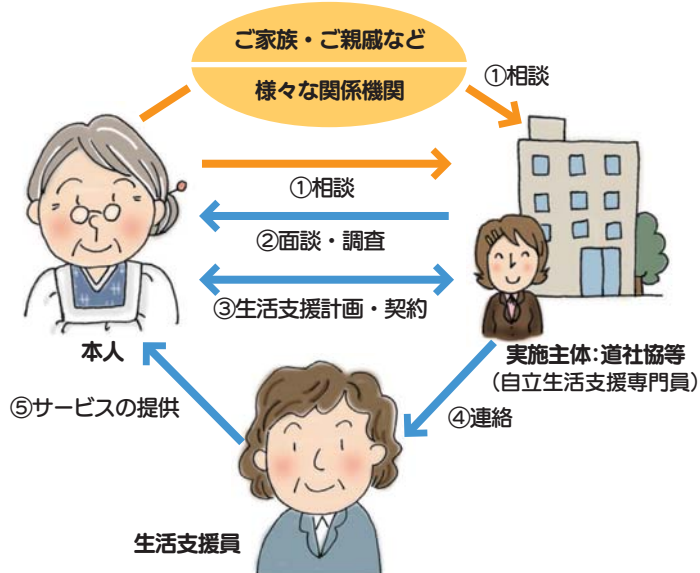 ご家族・ご親戚など
様々な関係機関
①相談
①相談
②面談・調査
③生活支援計画・契約
本人
実施主体:道社協等
（自立生活支援専門員）
④連絡
⑤サービスの提供
生活支援員